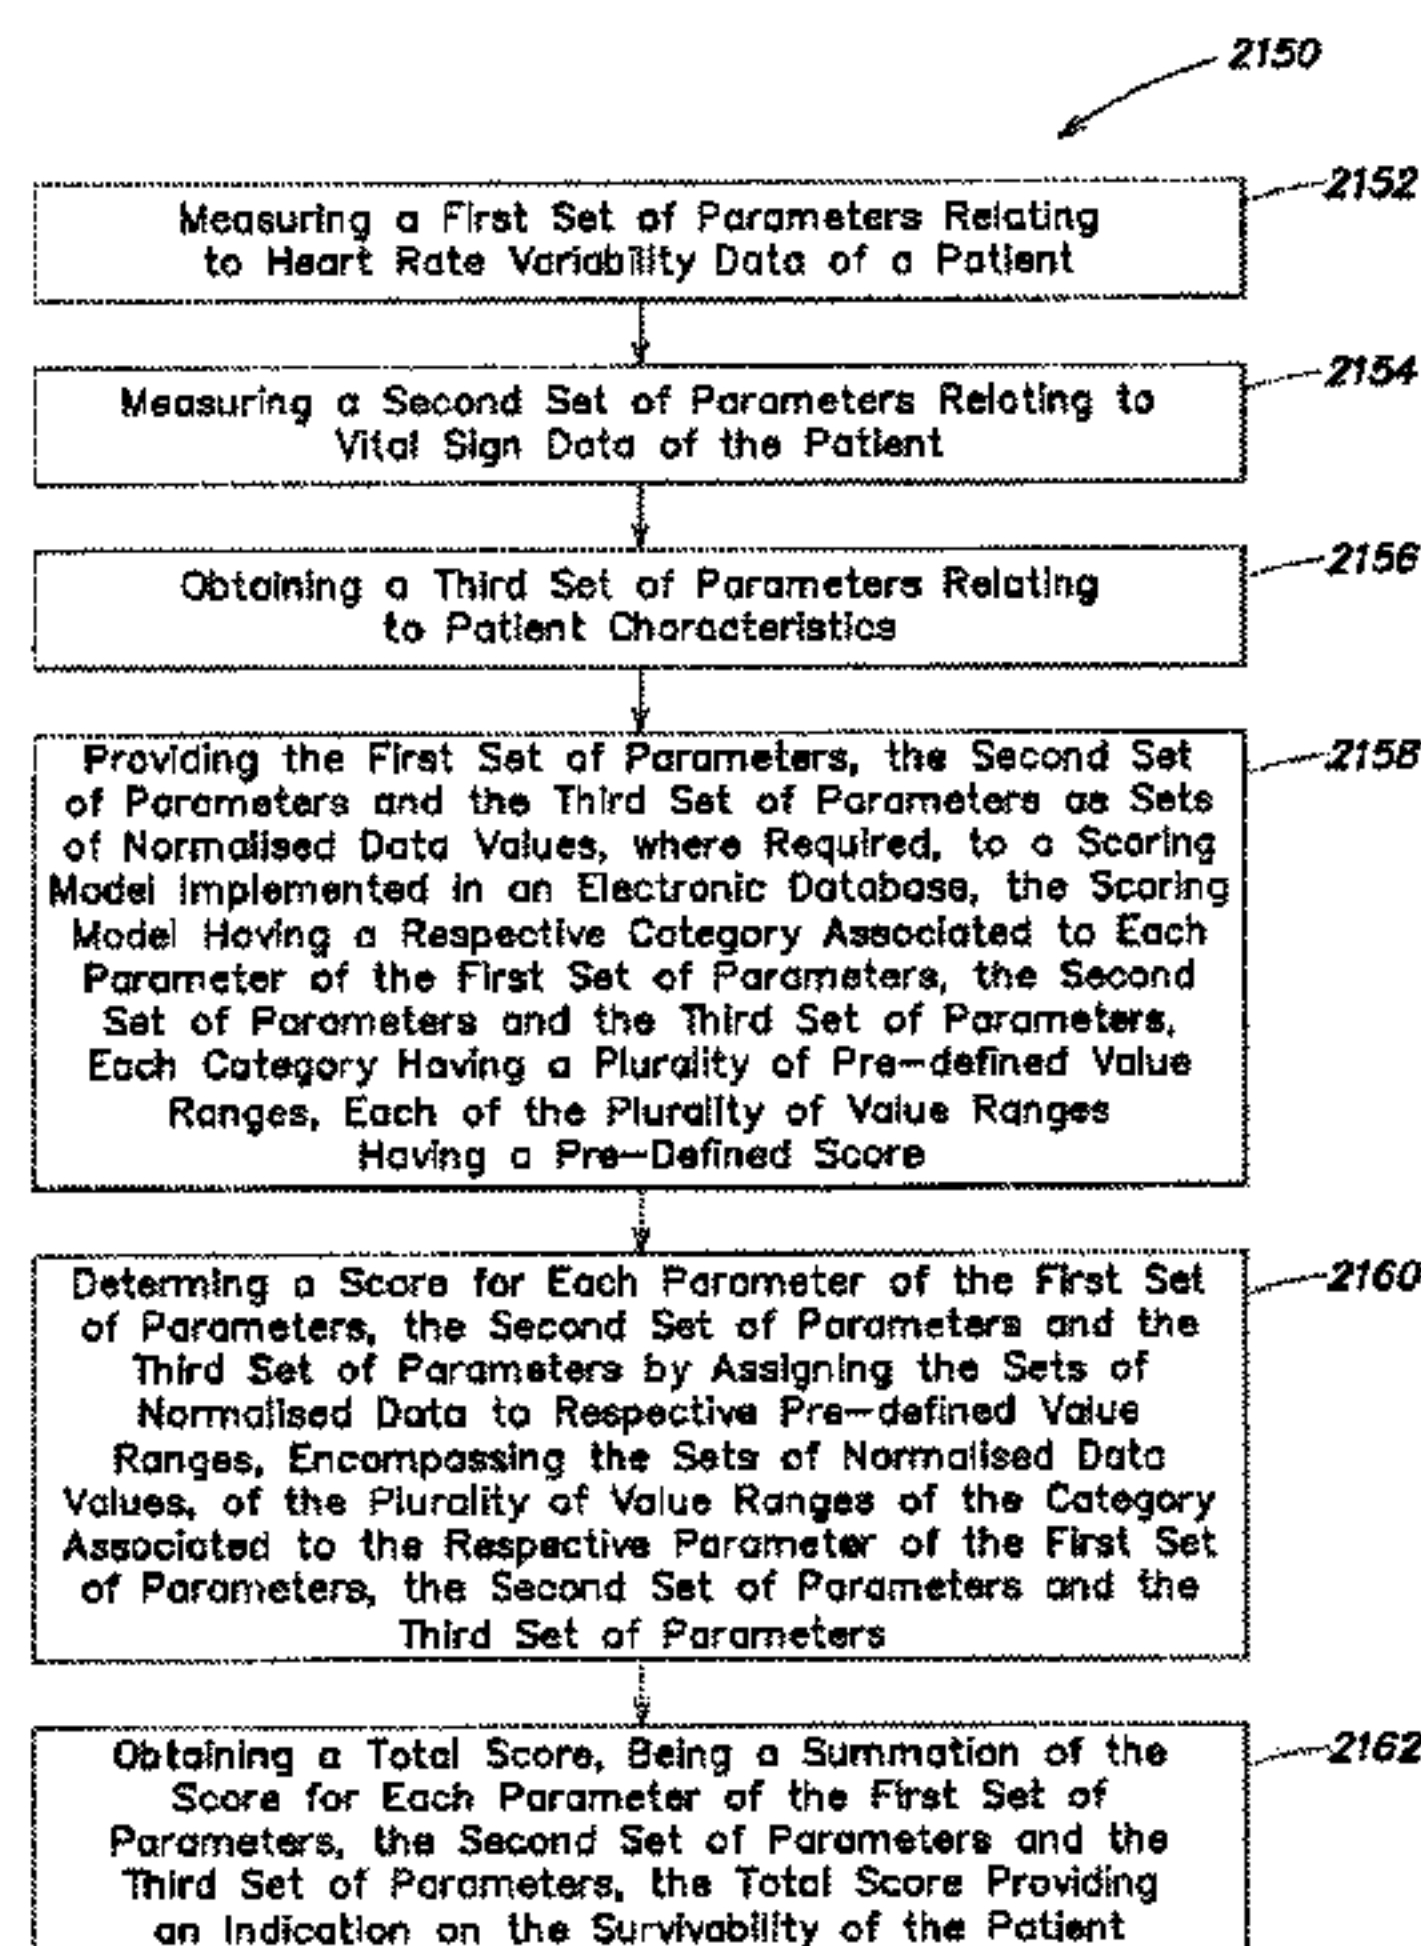 2150
2152
Measuring a First Set of Parameters Relating
to Heart Rate Variability Data of a Patient
2154
Measuring a Second Set of Parameters Relating to
Vital Sign Data of the Patient
2156
Obtaining a Third Set of Parameters Relating
to Patient Characteristics
2158
Providing the First Set of Parameters, the Second Set
of Parameters and the Third Set of Parameters as Sets
of Normalised Data Values, where Required, to a Scoring
Model Implemented in an Electronic Database, the Scoring
Model Having a Respective Category Associated to Each
Parameter of the First Set of Parameters, the Second
Set of Parameters and the Third Set of Parameters,
Each Category Having a Plurality of Pre-defined Value
Ranges, Each of the Plurality of Value Ranges
Having a Pre-Defined Score
2160
Determing a Score for Each Parameter of the First Set
of Parameters, the Second Set of Parameters and the
Third Set of Parameters by Assigning the Sets of
Normalised Data to Respective Pre-defined Value
Ranges, Encompassing the Sets of Normalised Data
Values, of the Plurality of Value Ranges of the Category
Associated to the Respective Parameter of the First Set
of Parameters, the Second Set of Parameters and the
Third Set of Parameters
2162
Obtaining a Total Score, Being a Summation of the
Score for Each Parameter of the First Set of
Parameters, the Second Set of Parameters and the
Third Set of Parameters, the Total Score Providing
an Indication on the Survivability of the Patient